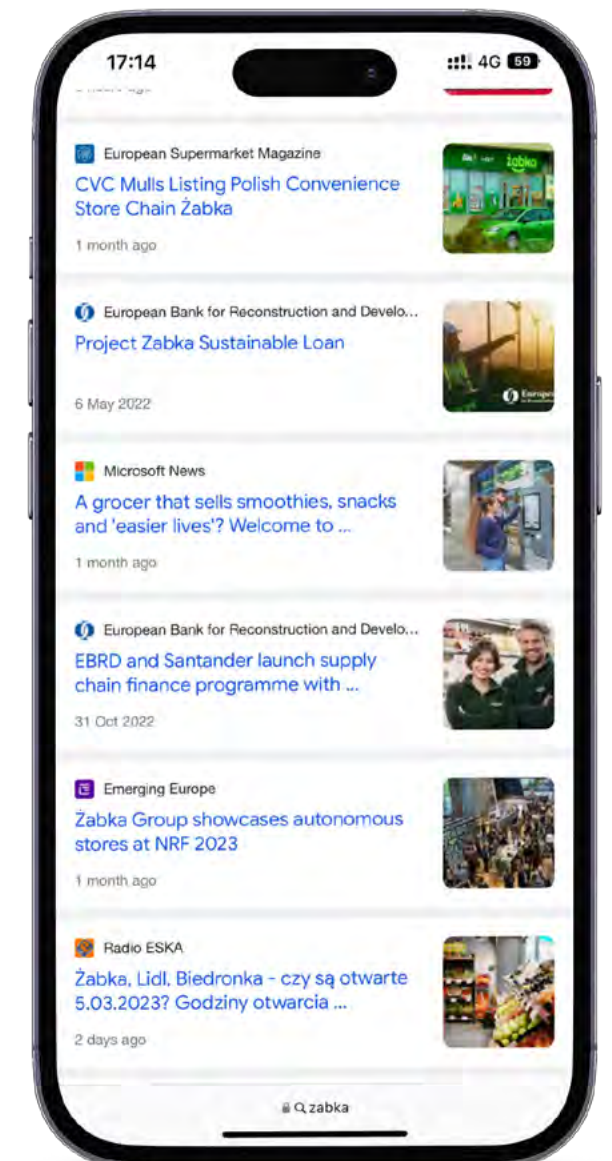 17:14
4G 59
European Supermarket Magazine
CVC Mulls Listing Polish Convenience
Store Chain Żabka
żabka
1 month ago
European Bank for Reconstruction and Develo...
Project Zabka Sustainable Loan
6 May 2022
Microsoft News
A grocer that sells smoothies, snacks
and 'easier lives'? Welcome to ...
1 month ago
European Bank for Reconstruction and Develo...
EBRD and Santander launch supply
chain finance programme with ...
31 Oct 2022
Emerging Europe
Żabka Group showcases autonomous
stores at NRF 2023
1 month ago
Radio ESKA
Żabka, Lidl, Biedronka - czy są otwarte
5.03.2023? Godziny otwarcia ...
2 days ago
zabka